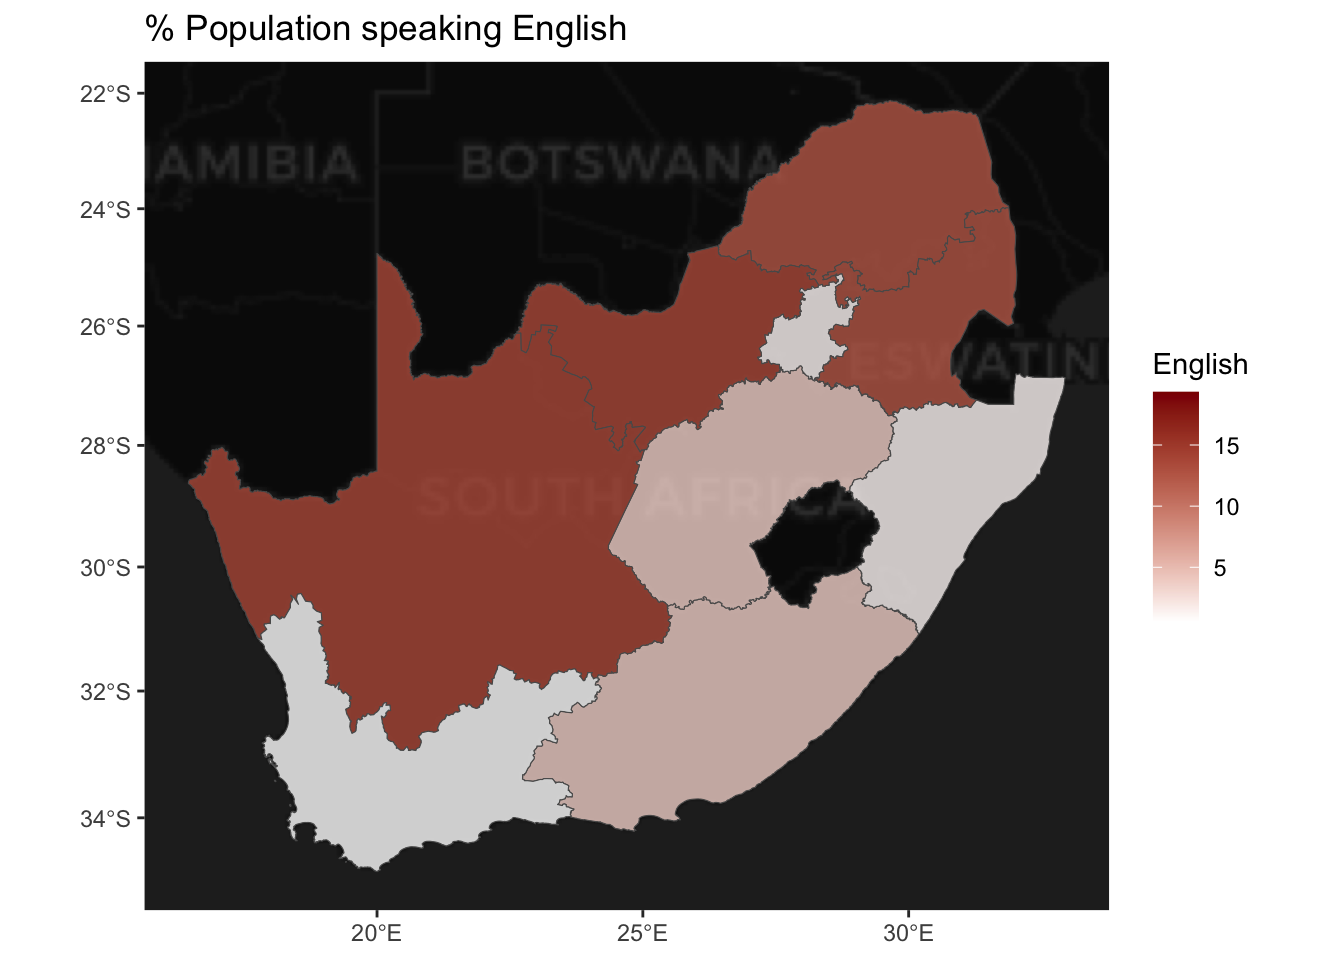 % Population speaking English
22°S
24°S
26°S
28°S
30°S
32°S
34°S
AMIBIA
BOTSWANA
ESWATINI
SOUTH AFRICA
20°E
25°E
30°E
English
15
10
5